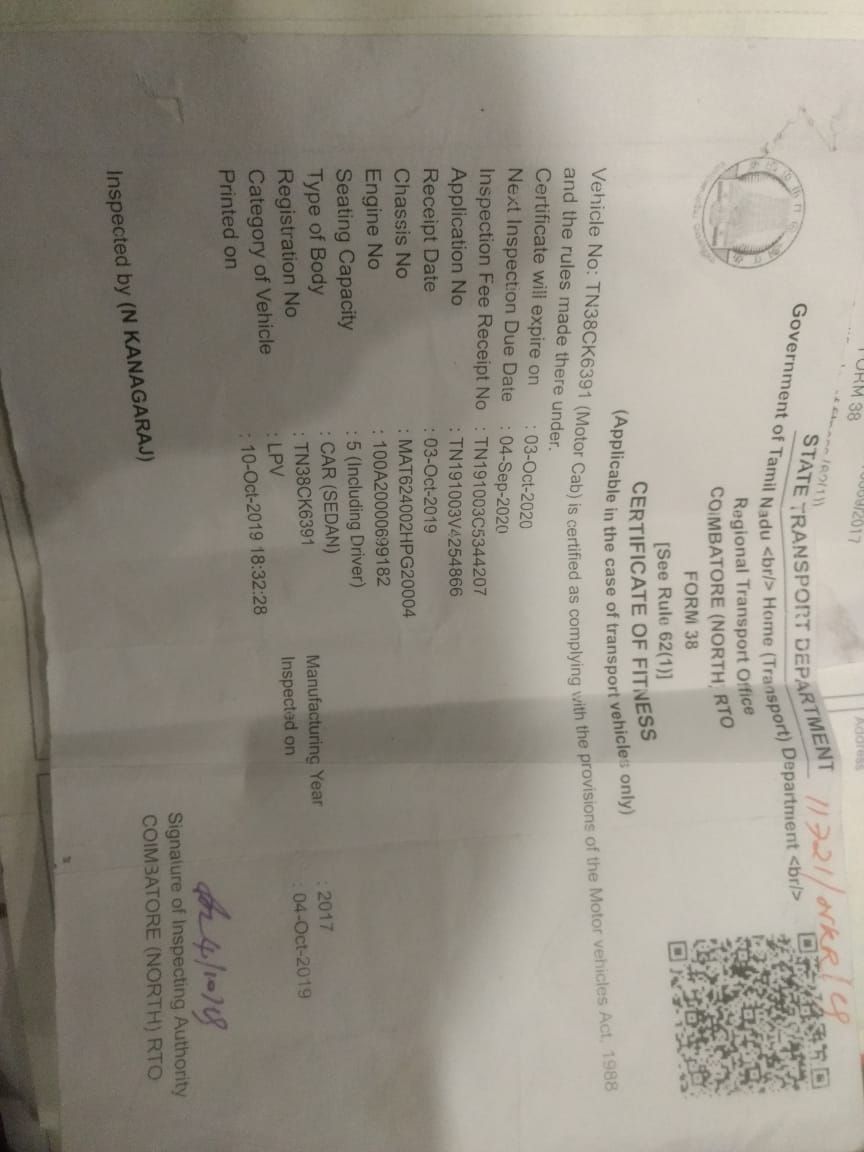 FORM 38
STATE TRANSPORT DEPARTMENT
11721/NKR/19
Government of Tamil Nadu <br/> Home (Transport) Department <br/>
Regional Transport Office
COIMBATORE (NORTH) RTO
FORM 38
[See Rule 62(1)]
CERTIFICATE OF FITNESS
(Applicable in the case of transport vehicles only)
Vehicle No: TN38CK6391 (Motor Cab) is certified as complying with the provisions of the Motor vehicles Act, 1988
and the rules made there under.
Certificate will expire on : 03-Oct-2020
Next Inspection Due Date : 04-Sep-2020
Inspection Fee Receipt No : TN191003C5344207
Application No : TN191003V4254866
Receipt Date : 03-Oct-2019
Chassis No : MAT624002HPG20004
Engine No : 100A20000699182
Seating Capacity : 5 (Including Driver)
Type of Body : CAR (SEDAN) Manufacturing Year : 2017
Registration No : TN38CK6391 Inspected on : 04-Oct-2019
Category of Vehicle : LPV
Printed on : 10-Oct-2019 18:32:28
4/10/19
Signature of Inspecting Authority
COIMBATORE (NORTH) RTO
Inspected by (N KANAGARAJ)
Address